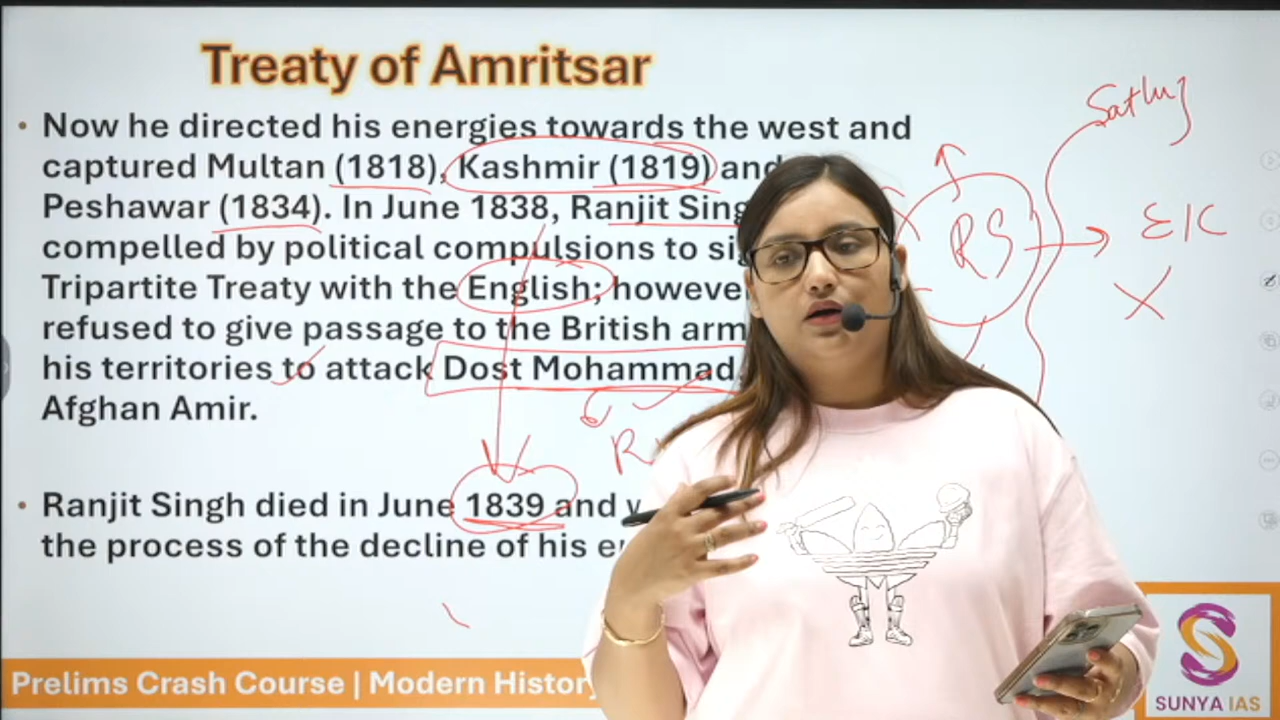 Treaty of Amritsar
• Now he directed his energies towards the west and
captured Multan (1818), Kashmir (1819) and
Peshawar (1834). In June 1838, Ranjit Sing
compelled by political compulsions to si
Tripartite Treaty with the English; howeve
refused to give passage to the British arm
his territories to attack Dost Mohammad,
Afghan Amir.
• Ranjit Singh died in June 1839 and
the process of the decline of his e
Satluj
RS
EIC
X
R
Prelims Crash Course | Modern History
SUNYA IAS